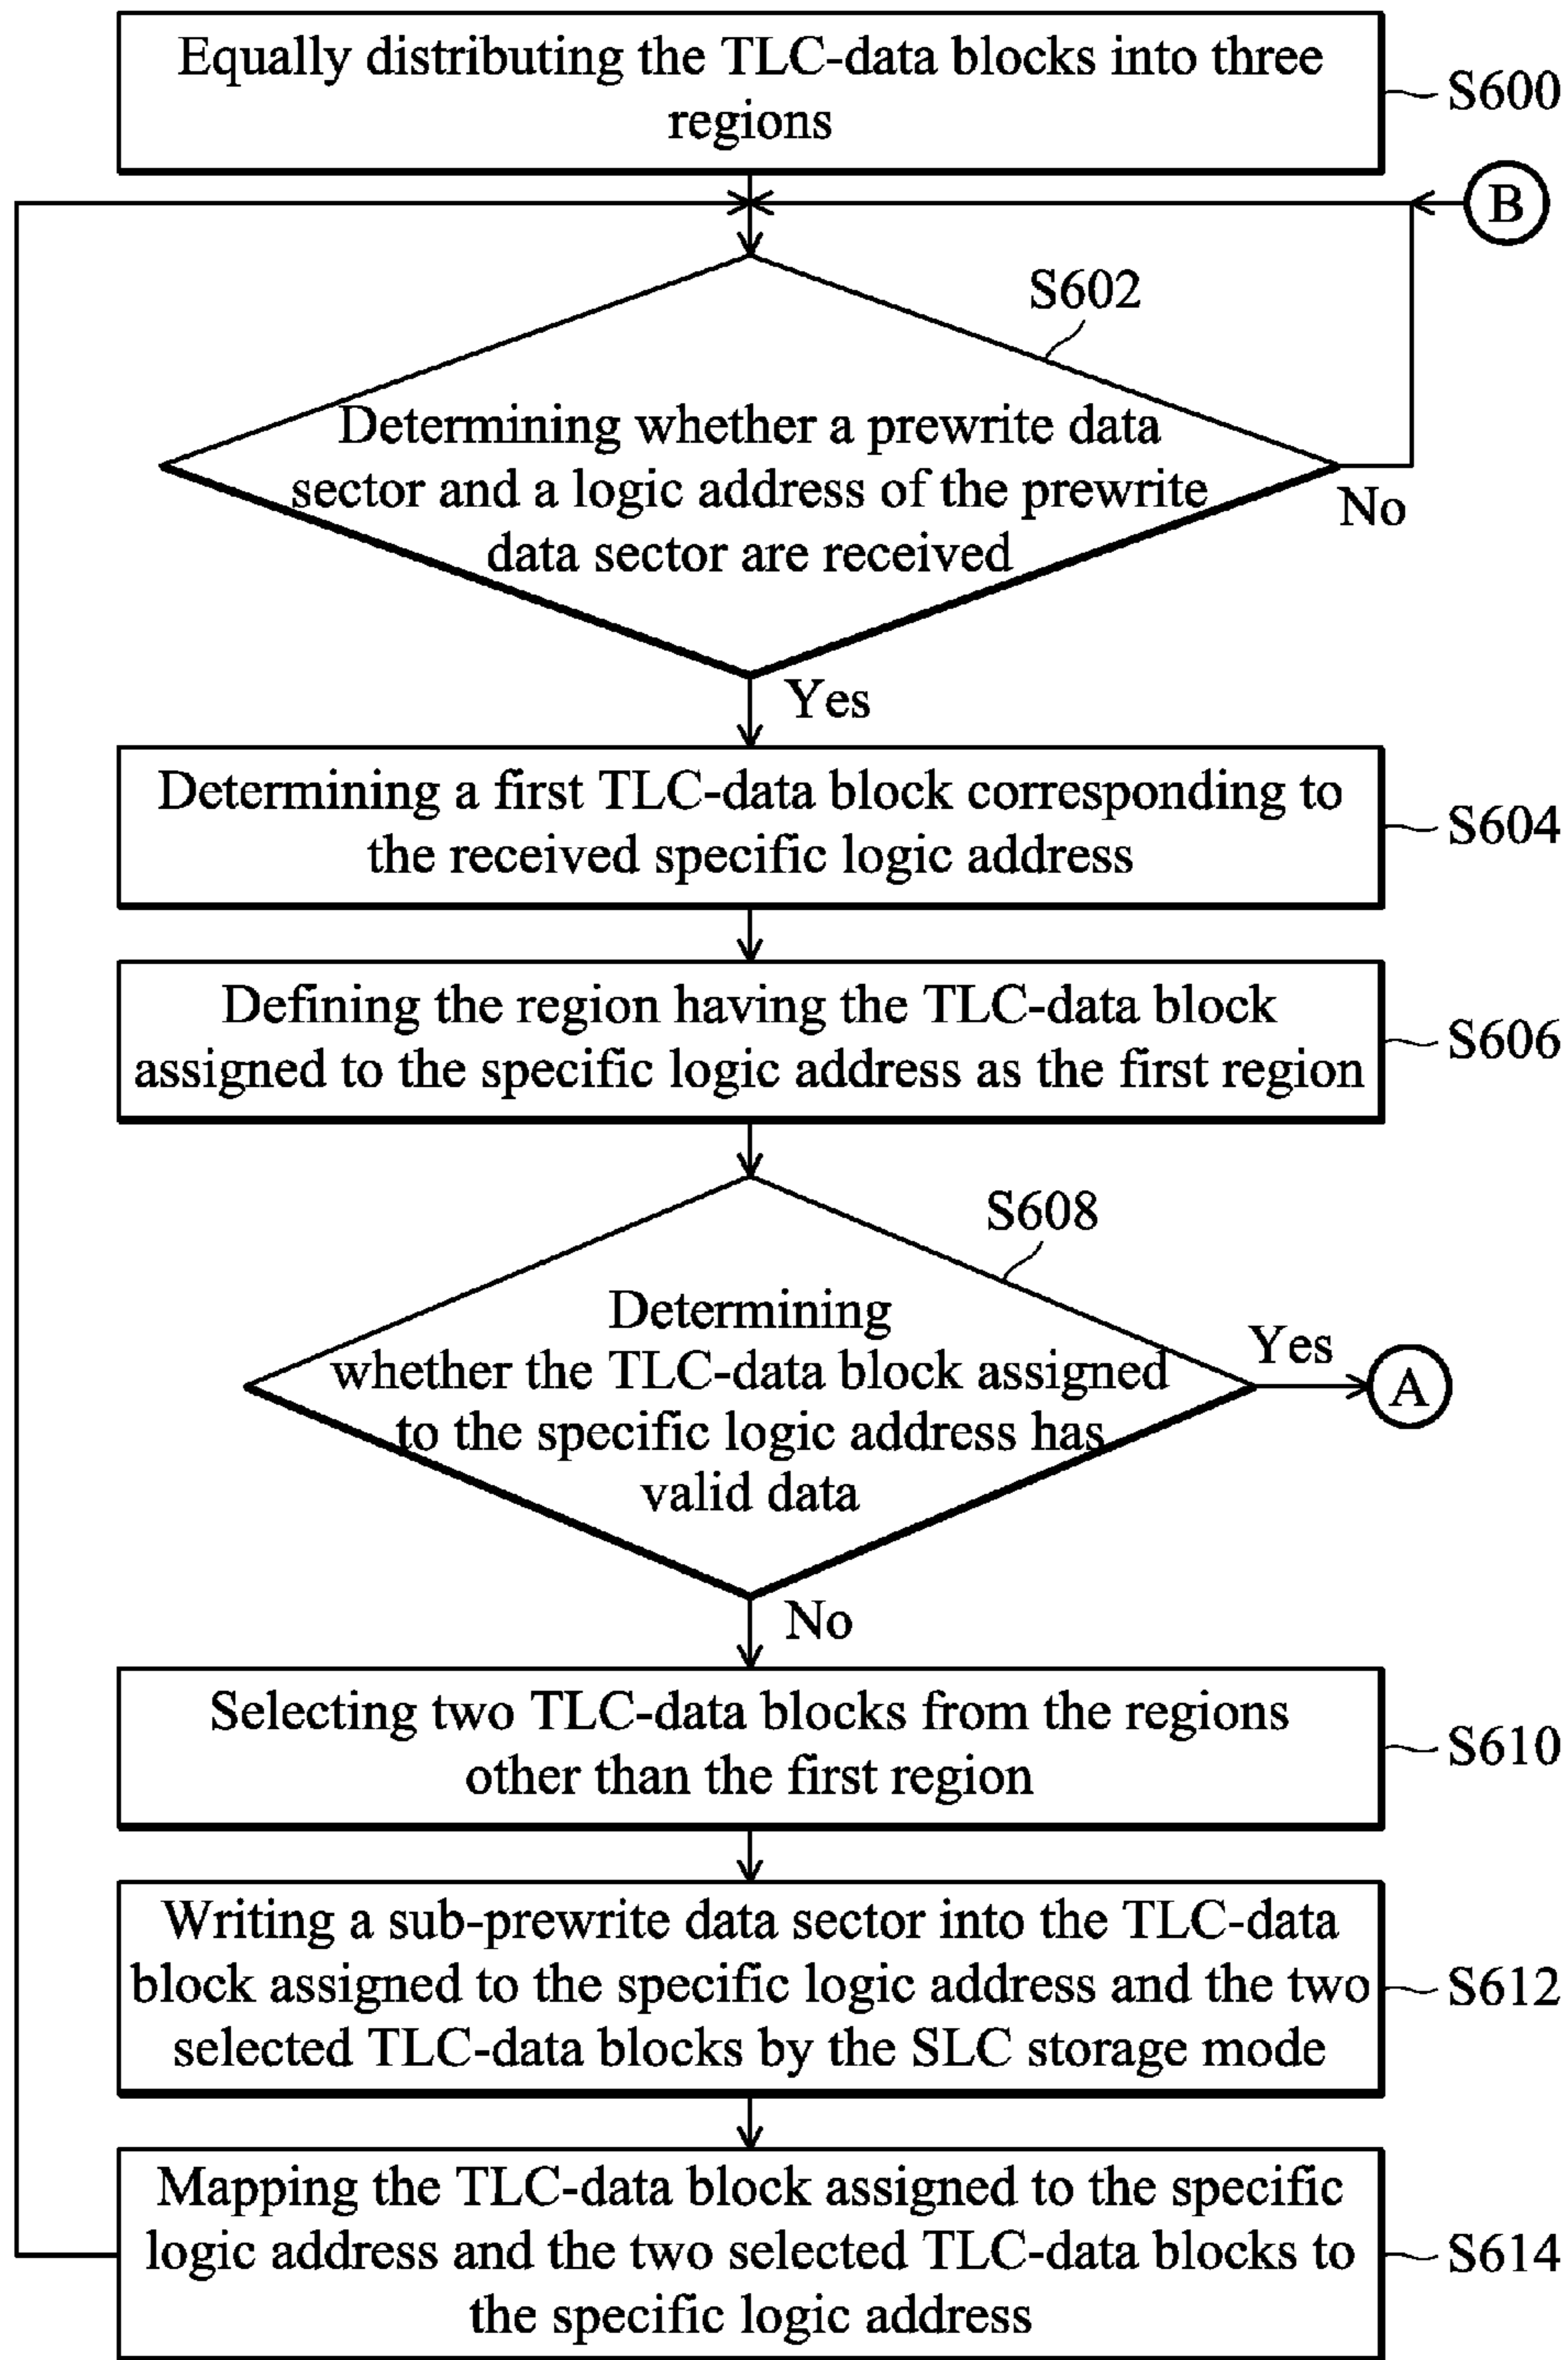 Equally distributing the TLC-data blocks into three
regions
S600
B
S602
Determining whether a prewrite data
sector and a logic address of the prewrite
data sector are received
No
Yes
Determining a first TLC-data block corresponding to
the received specific logic address
S604
Defining the region having the TLC-data block
assigned to the specific logic address as the first region
S606
S608
Determining
whether the TLC-data block assigned
to the specific logic address has
valid data
Yes
A
No
Selecting two TLC-data blocks from the regions
other than the first region
S610
Writing a sub-prewrite data sector into the TLC-data
block assigned to the specific logic address and the two
selected TLC-data blocks by the SLC storage mode
S612
Mapping the TLC-data block assigned to the specific
logic address and the two selected TLC-data blocks to
the specific logic address
S614